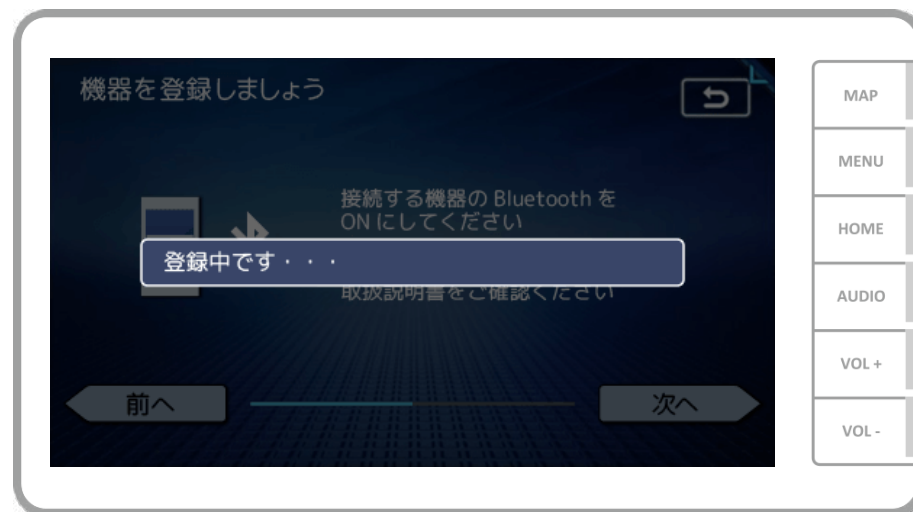 機器を登録しましょう
接続する機器の Bluetooth を
ON にしてください
登録中です・・・
取扱説明書をご確認ください
前へ
次へ
MAP
MENU
HOME
AUDIO
VOL +
VOL -